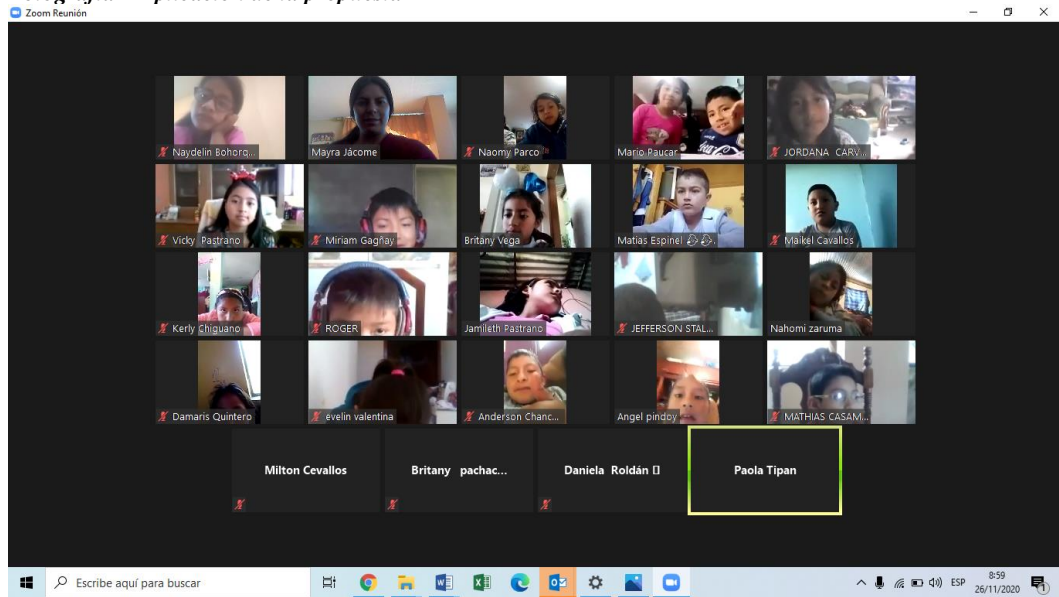 Zoom Reunión
Naydelin Bohorq...
Mayra Jácome
Naomy Parco
Mario Paucar
JORDANA CARV...
Vicky Pastrano
Miriam Gagñay
Britany Vega
Matias Espinel
Maikel Cavallos
Kerly Chiguano
ROGER
Jamileth Pastrano
JEFFERSON STAL...
Nahomi zaruma
Damaris Quintero
evelin valentina
Anderson Chanc...
Angel pindoy
MATHIAS CASAM...
Milton Cevallos
Britany pachac...
Daniela Roldán
Paola Tipan
Escribe aquí para buscar
ESP
8:59
26/11/2020
1